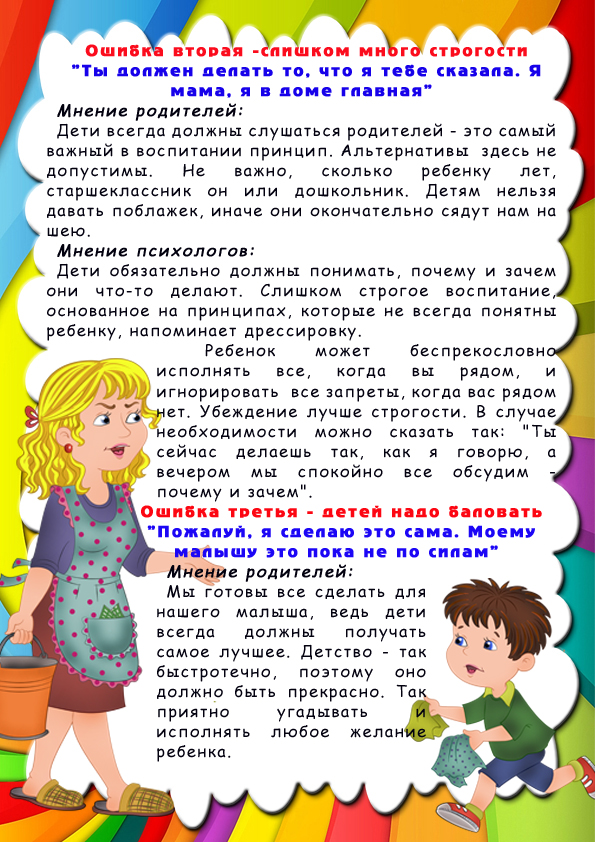 Ошибка вторая -слишком много строгости
"Ты должен делать то, что я тебе сказала. Я
мама, я в доме главная"
Мнение родителей:
Дети всегда должны слушаться родителей - это самый
важный в воспитании принцип. Альтернативы здесь не
допустимы. Не важно, сколько ребенку лет,
старшеклассник он или дошкольник. Детям нельзя
давать поблажек, иначе они окончательно сядут нам на
шею.
Мнение психологов:
Дети обязательно должны понимать, почему и зачем
они что-то делают. Слишком строгое воспитание,
основанное на принципах, которые не всегда понятны
ребенку, напоминает дрессировку.
Ребенок может беспрекословно
исполнять все, когда вы рядом, и
игнорировать все запреты, когда вас рядом
нет. Убеждение лучше строгости. В случае
необходимости можно сказать так: "Ты
сейчас делаешь так, как я говорю, а
вечером мы спокойно все обсудим -
почему и зачем".
Ошибка третья - детей надо баловать
"Пожалуй, я сделаю это сама. Моему
малышу это пока не по силам"
Мнение родителей:
Мы готовы все сделать для
нашего малыша, ведь дети
всегда должны получать
самое лучшее. Детство - так
быстротечно, поэтому оно
должно быть прекрасно. Так
приятно угадывать и
исполнять любое желание
ребенка.